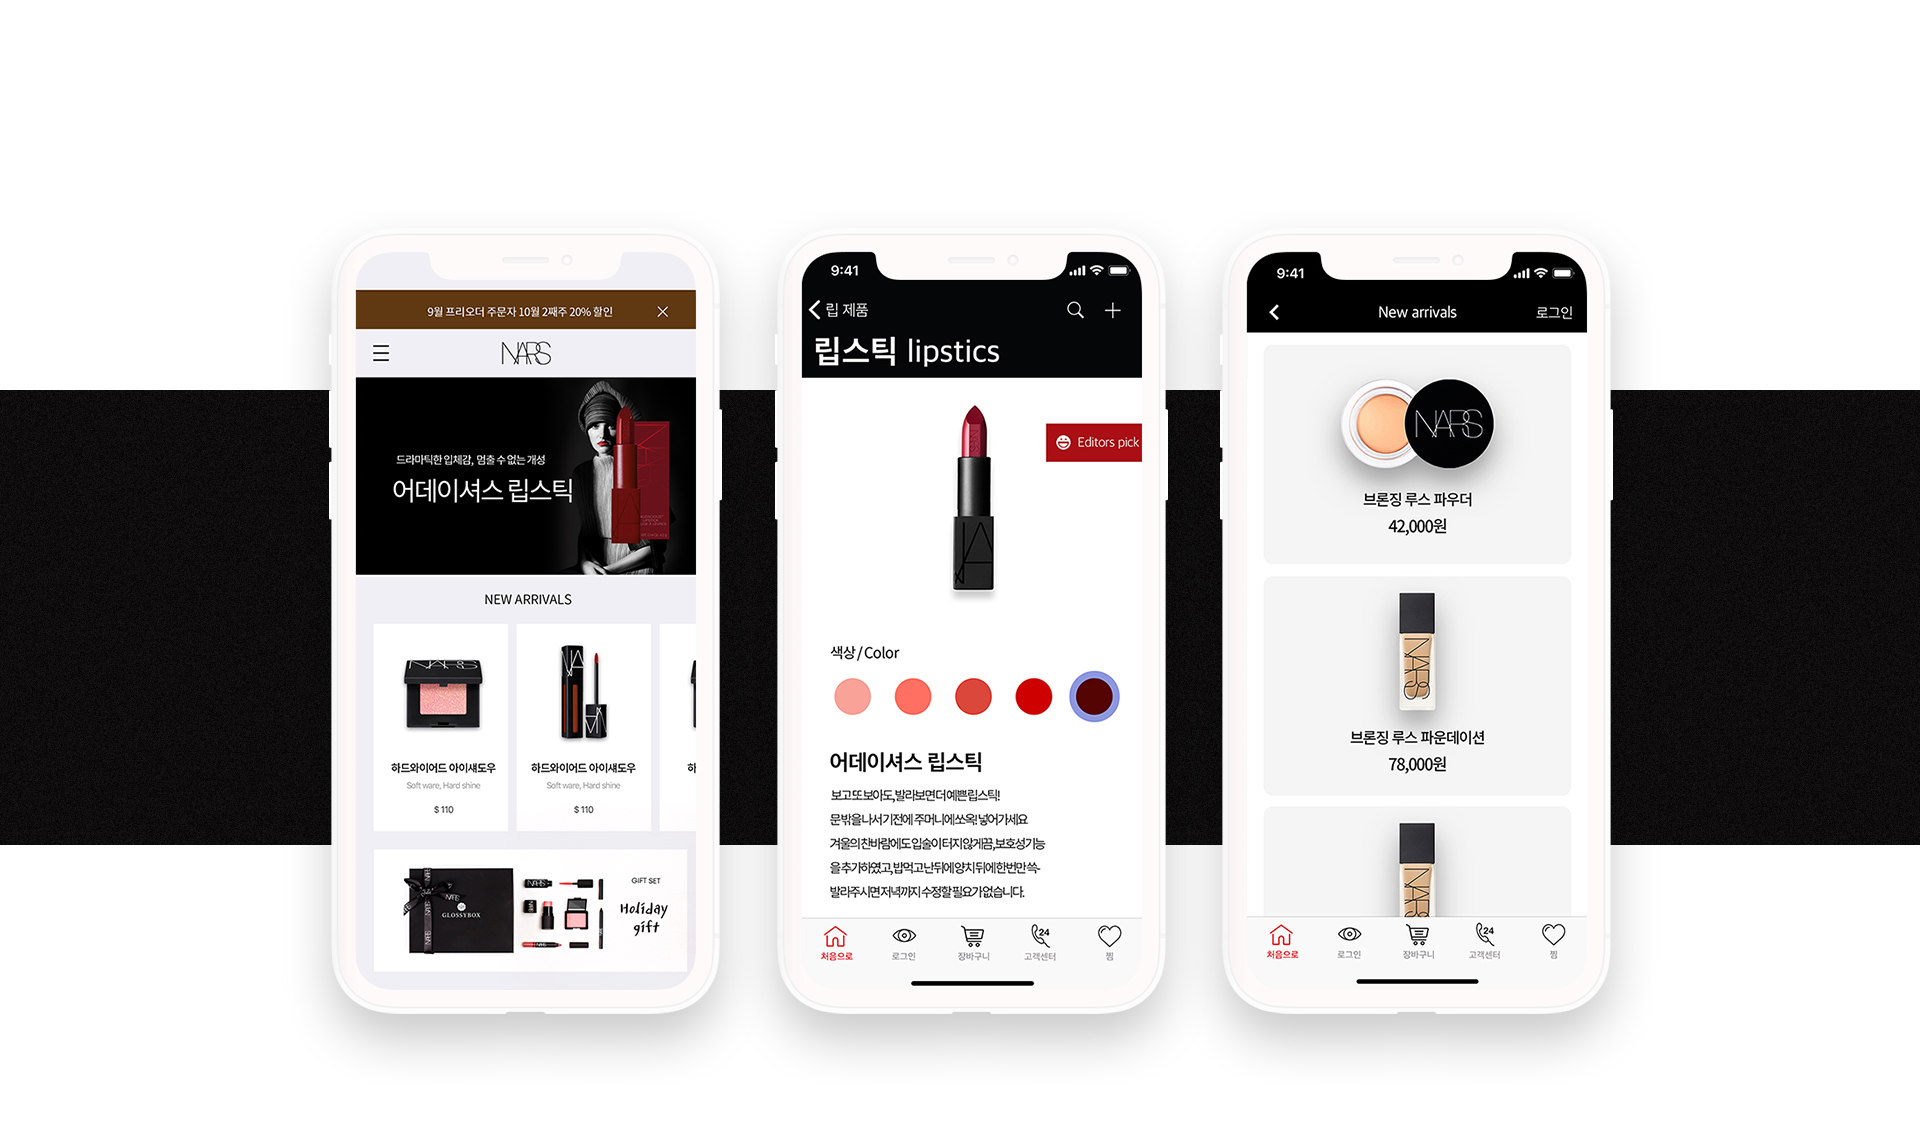 9월 프리오더 주문자 10월 2째주 20% 할인
NARS
드라마틱한 입체감, 멈출 수 없는 개성
어데이셔스 립스틱
NEW ARRIVALS
NARS
하드와이어드 아이섀도우
Soft ware, Hard shine
$ 110
하드와이어드 아이섀도우
Soft ware, Hard shine
$ 110
하
GLOSSYBOX
GIFT SET
Holiday
gift
9:41
립 제품
립스틱 lipstics
Editors pick
색상 / Color
어데이셔스 립스틱
보고 또 보아도, 발라보면 더 예쁜 립스틱!
문밖을 나서기 전에 주머니에 쏘옥! 넣어가세요
겨울의 찬바람에도 입술이 터지않게끔, 보호성기능
을 추가하였고, 밥먹고 난 뒤에 양치 뒤에 한번만 쓱-
발라주시면 저녁까지 수정할 필요가 없습니다.
24
처음으로
로그인
장바구니
고객센터
찜
9:41
New arrivals
로그인
NARS
브론징 루스 파우더
42,000원
NARS
브론징 루스 파운데이션
78,000원
NARS
24
처음으로
로그인
장바구니
고객센터
찜